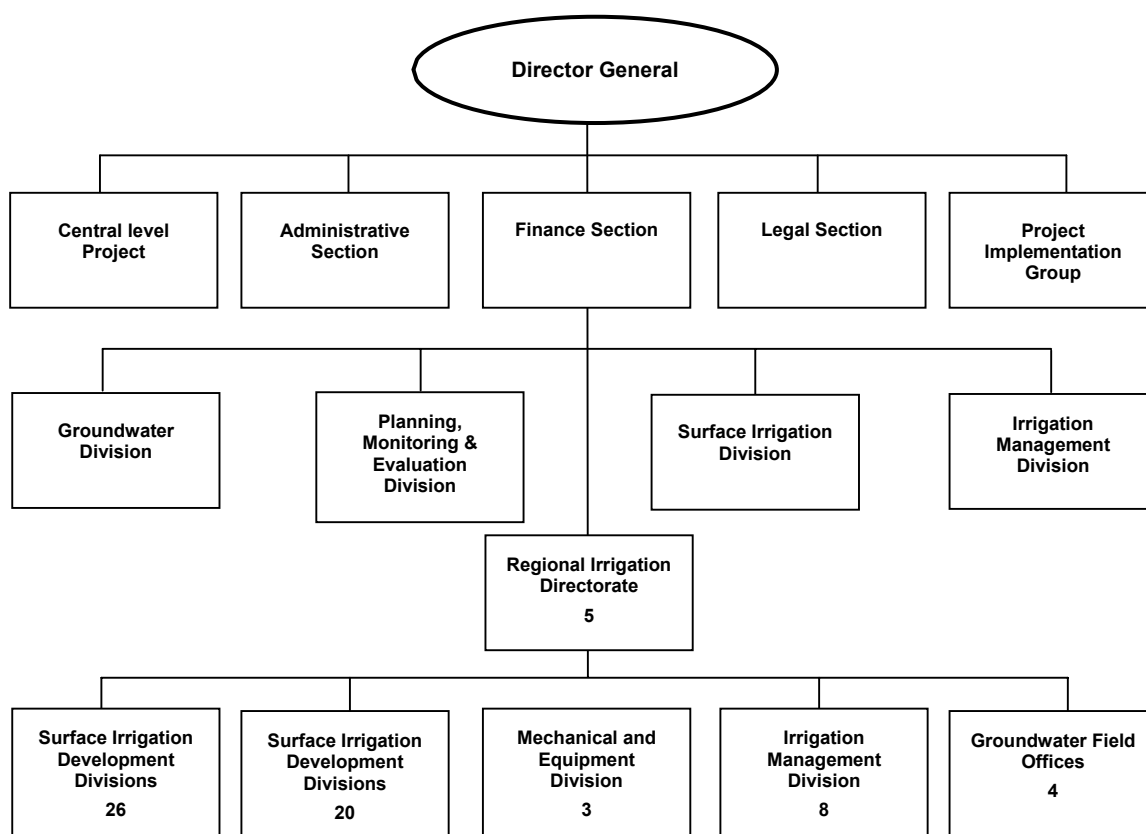 Director General
Central level
Project
Administrative
Section
Finance Section
Legal Section
Project
Implementation
Group
Groundwater
Division
Planning,
Monitoring &
Evaluation
Division
Surface Irrigation
Division
Irrigation
Management
Division
Regional Irrigation
Directorate
5
Surface Irrigation
Development
Divisions
26
Surface Irrigation
Development
Divisions
20
Mechanical and
Equipment
Division
3
Irrigation
Management
Division
8
Groundwater Field
Offices
4